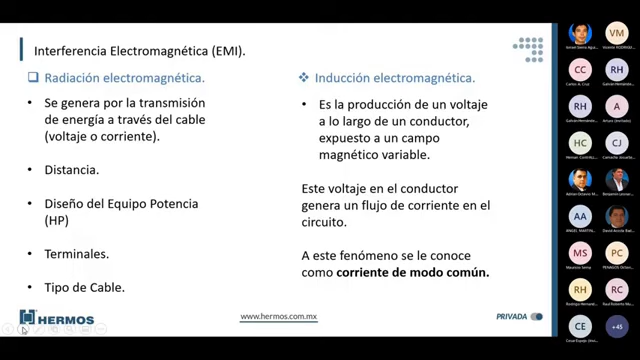 Interferencia Electromagnética (EMI).
Radiación electromagnética.
• Se genera por la transmisión
de energía a través del cable
(voltaje o corriente).
• Distancia.
• Diseño del Equipo Potencia
(HP)
• Terminales.
• Tipo de Cable.
Inducción electromagnética.
• Es la producción de un voltaje
a lo largo de un conductor,
expuesto a un campo
magnético variable.
Este voltaje en el conductor
genera un flujo de corriente en el
circuito.
A este fenómeno se le conoce
como corriente de modo común.
HERMOS
www.hermos.com.mx
PRIVADA
VM
CC
RH
Carlos A. Cruz
RH
A
Arturo (Invitado)
HC
CJ
AA
MS
PC
RH
RC
CE
+45